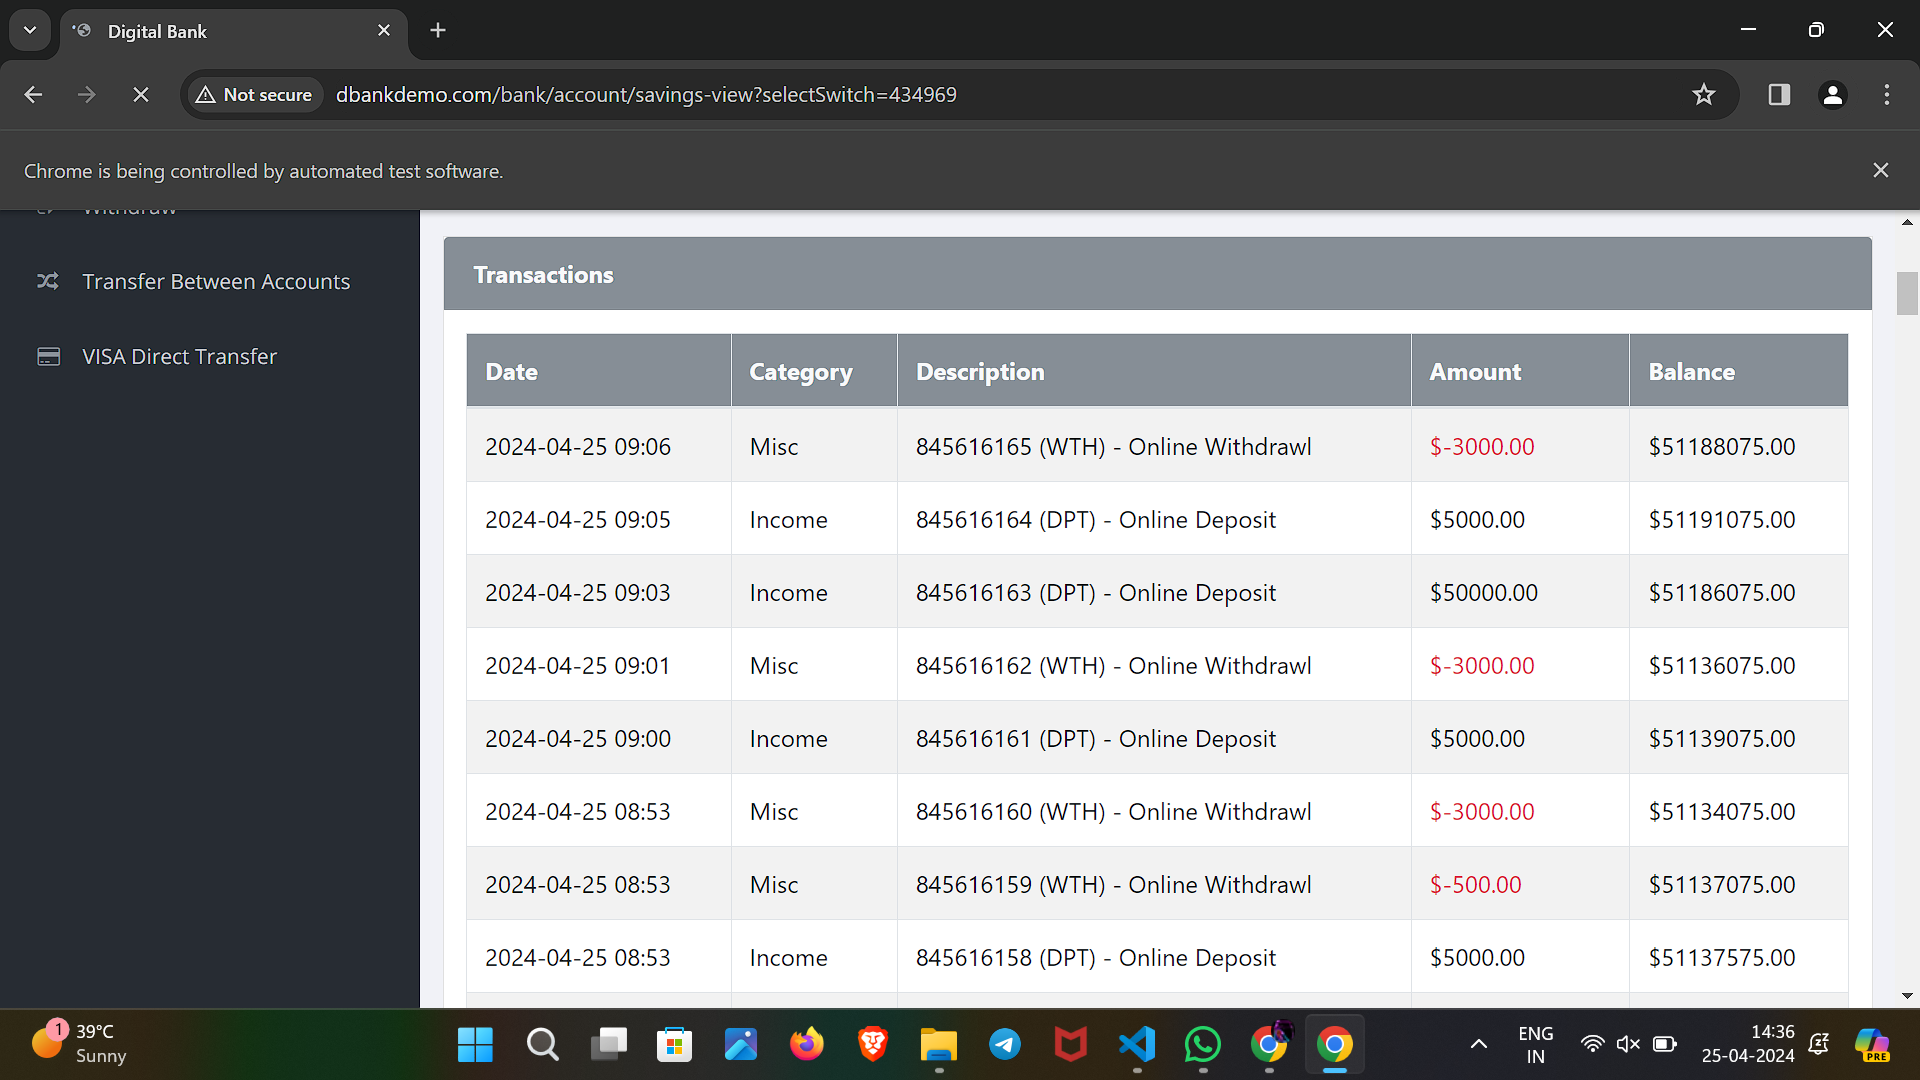 Digital Bank
Not secure dbankdemo.com/bank/account/savings-view?selectSwitch=434969
Chrome is being controlled by automated test software.
Withdraw
Transfer Between Accounts
VISA Direct Transfer
Transactions
Date Category Description Amount Balance
2024-04-25 09:06 Misc 845616165 (WTH) - Online Withdrawl $-3000.00 $51188075.00
2024-04-25 09:05 Income 845616164 (DPT) - Online Deposit $5000.00 $51191075.00
2024-04-25 09:03 Income 845616163 (DPT) - Online Deposit $50000.00 $51186075.00
2024-04-25 09:01 Misc 845616162 (WTH) - Online Withdrawl $-3000.00 $51136075.00
2024-04-25 09:00 Income 845616161 (DPT) - Online Deposit $5000.00 $51139075.00
2024-04-25 08:53 Misc 845616160 (WTH) - Online Withdrawl $-3000.00 $51134075.00
2024-04-25 08:53 Misc 845616159 (WTH) - Online Withdrawl $-500.00 $51137075.00
2024-04-25 08:53 Income 845616158 (DPT) - Online Deposit $5000.00 $51137575.00
1 39°C
Sunny
PRE
ENG
IN
14:36
25-04-2024